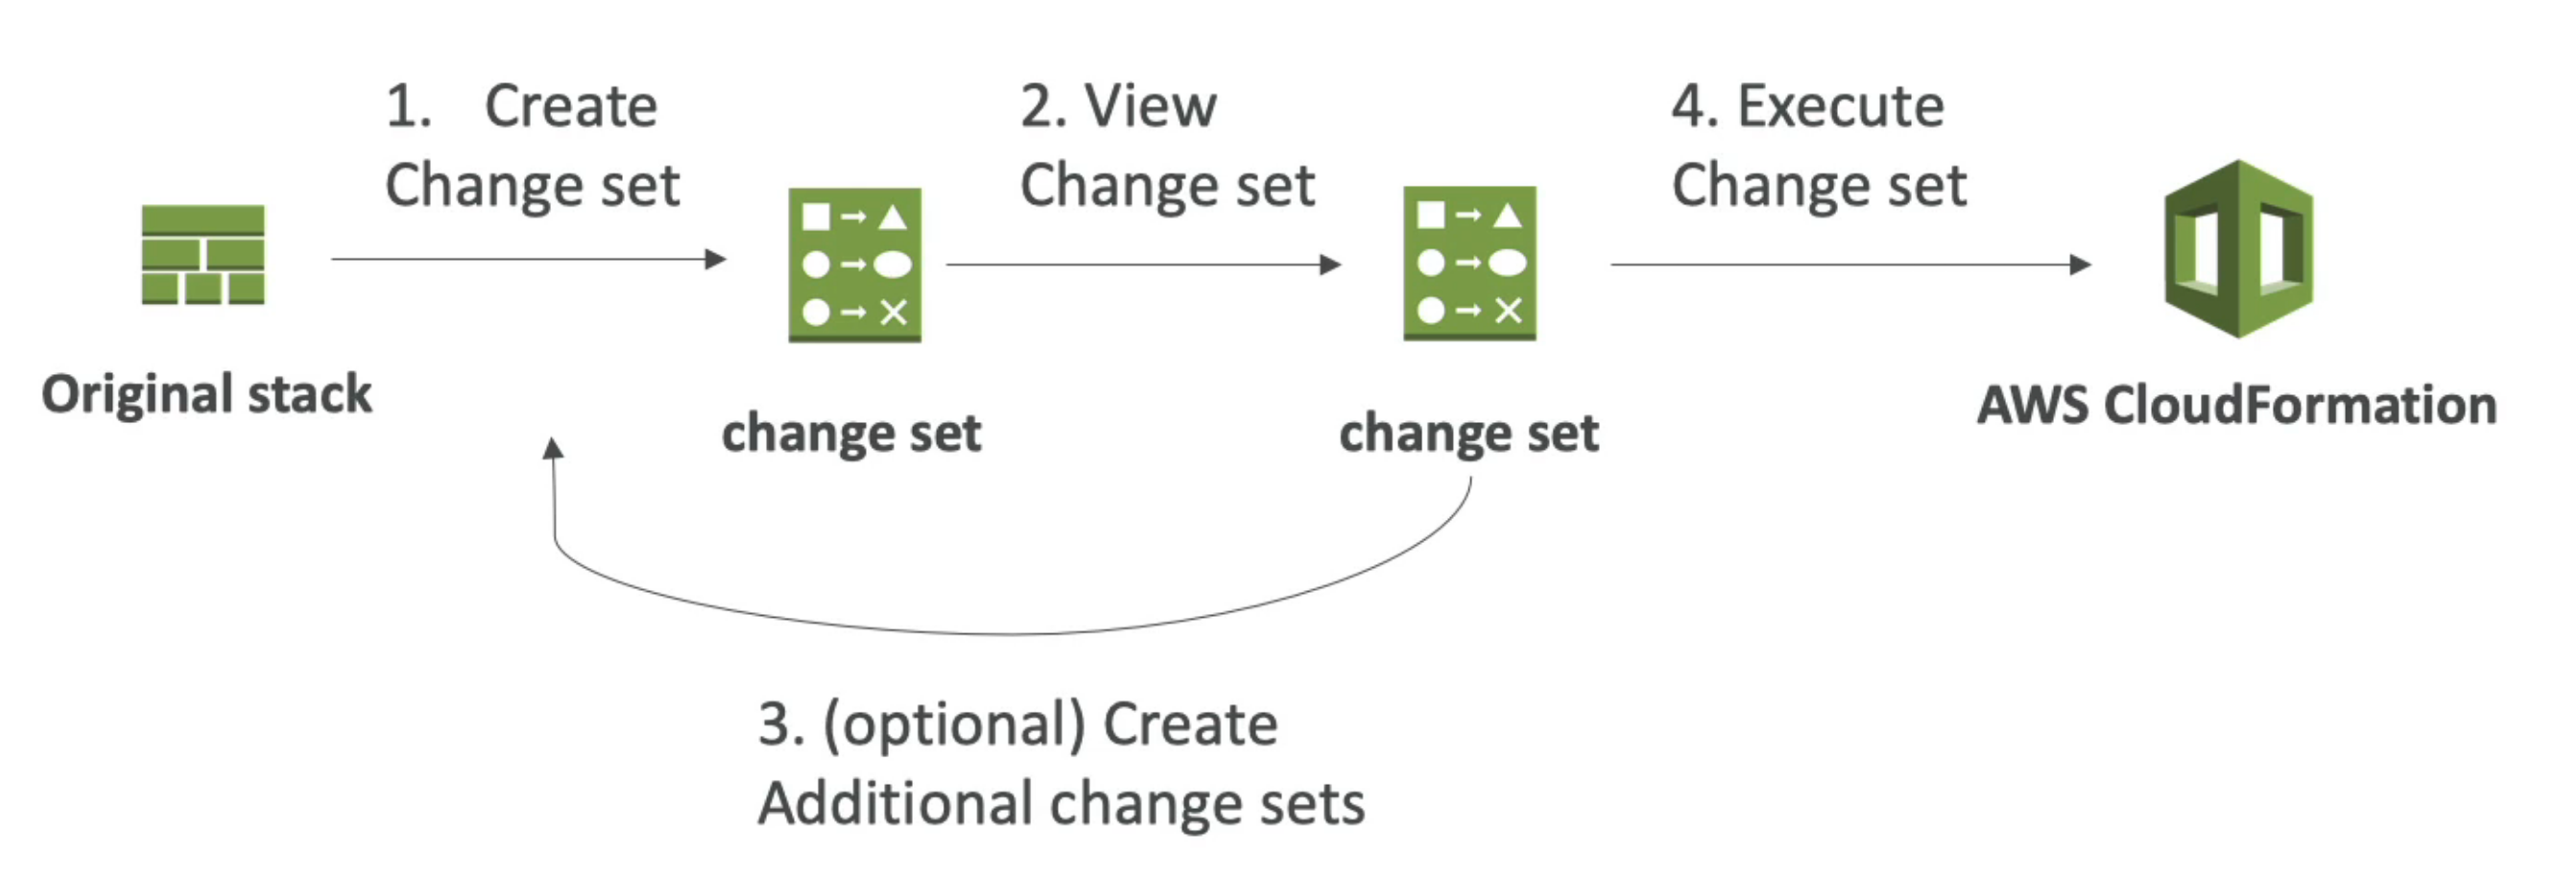 1. Create
Change set
2. View
Change set
4. Execute
Change set
Original stack
change set
change set
AWS CloudFormation
3. (optional) Create
Additional change sets